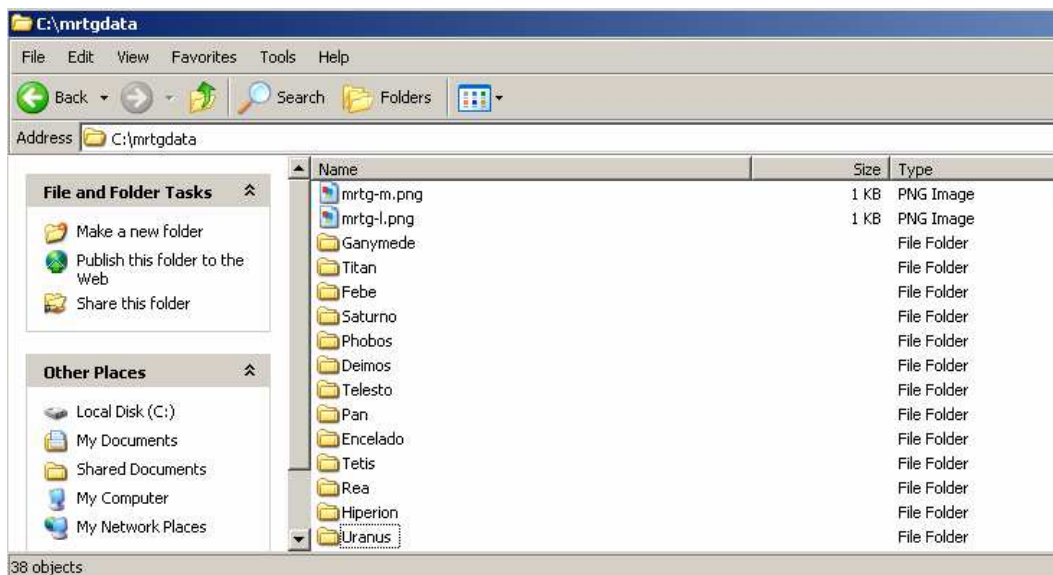 C:\mrtgdata
File Edit View Favorites Tools Help
Back Search Folders
Address C:\mrtgdata
File and Folder Tasks
Make a new folder
Publish this folder to the
Web
Share this folder
Other Places
Local Disk (C:)
My Documents
Shared Documents
My Computer
My Network Places
Name Size Type
mrtg-m.png 1 KB PNG Image
mrtg-l.png 1 KB PNG Image
Ganymede File Folder
Titan File Folder
Febe File Folder
Saturno File Folder
Phobos File Folder
Deimos File Folder
Telesto File Folder
Pan File Folder
Encelado File Folder
Tetis File Folder
Rea File Folder
Hiperion File Folder
Uranus File Folder
38 objects